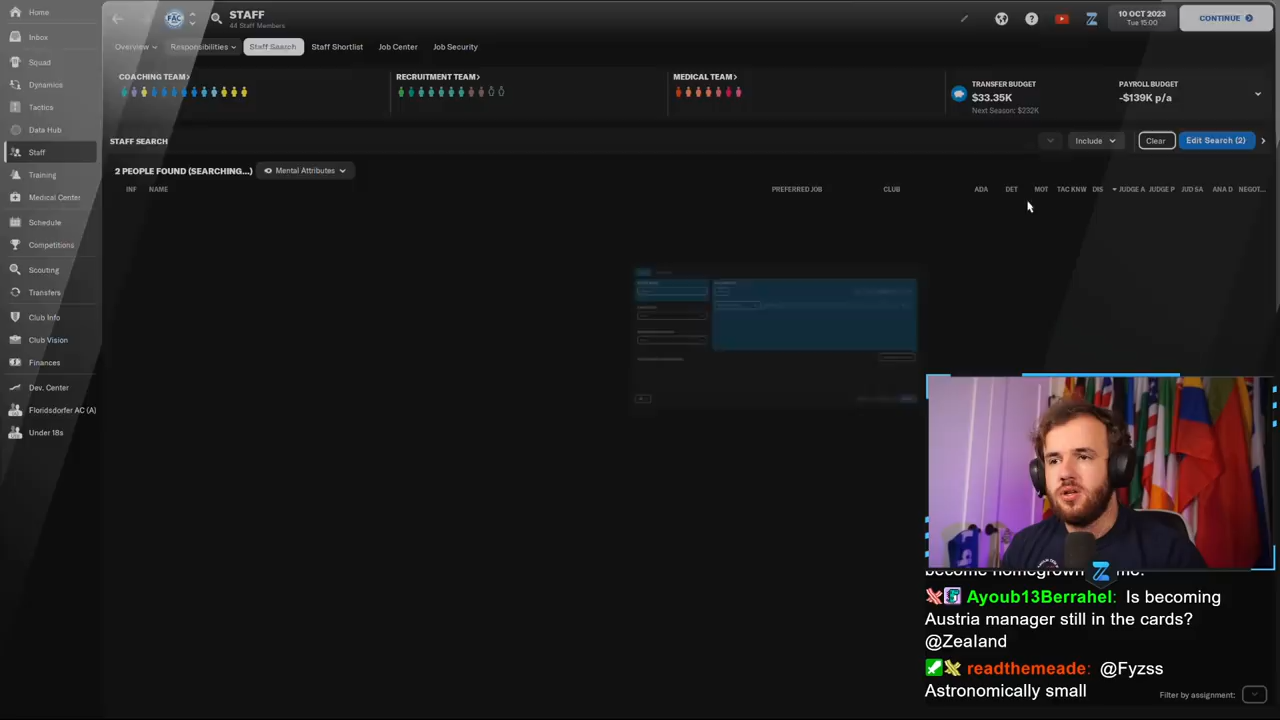 Home
FAC
STAFF
44 Staff Members
10 OCT 2023
Tue 15:00
CONTINUE
Inbox
Overview
Responsibilities
Staff Search
Staff Shortlist
Job Center
Job Security
Squad
Dynamics
Tactics
Data Hub
Staff
Training
Medical Center
Schedule
Competitions
Scouting
Transfers
Club Info
Club Vision
Finances
Dev. Center
Floridsdorfer AC (A)
Under 18s
COACHING TEAM>
RECRUITMENT TEAM>
MEDICAL TEAM>
TRANSFER BUDGET
$33.35K
Next Season: $232K
PAYROLL BUDGET
-$139K p/a
STAFF SEARCH
Include
Clear
Edit Search (2)
2 PEOPLE FOUND (SEARCHING...)
Mental Attributes
INF NAME PREFERRED JOB CLUB ADA DET MOT TAC KNW DIS JUDGE A JUDGE P JUD SA ANA D NEGOT...
become homegrown
me!
Ayoub13Berrahel: Is becoming
Austria manager still in the cards?
@Zealand
readthemeade: @Fyzss
Astronomically small
Filter by assignment: